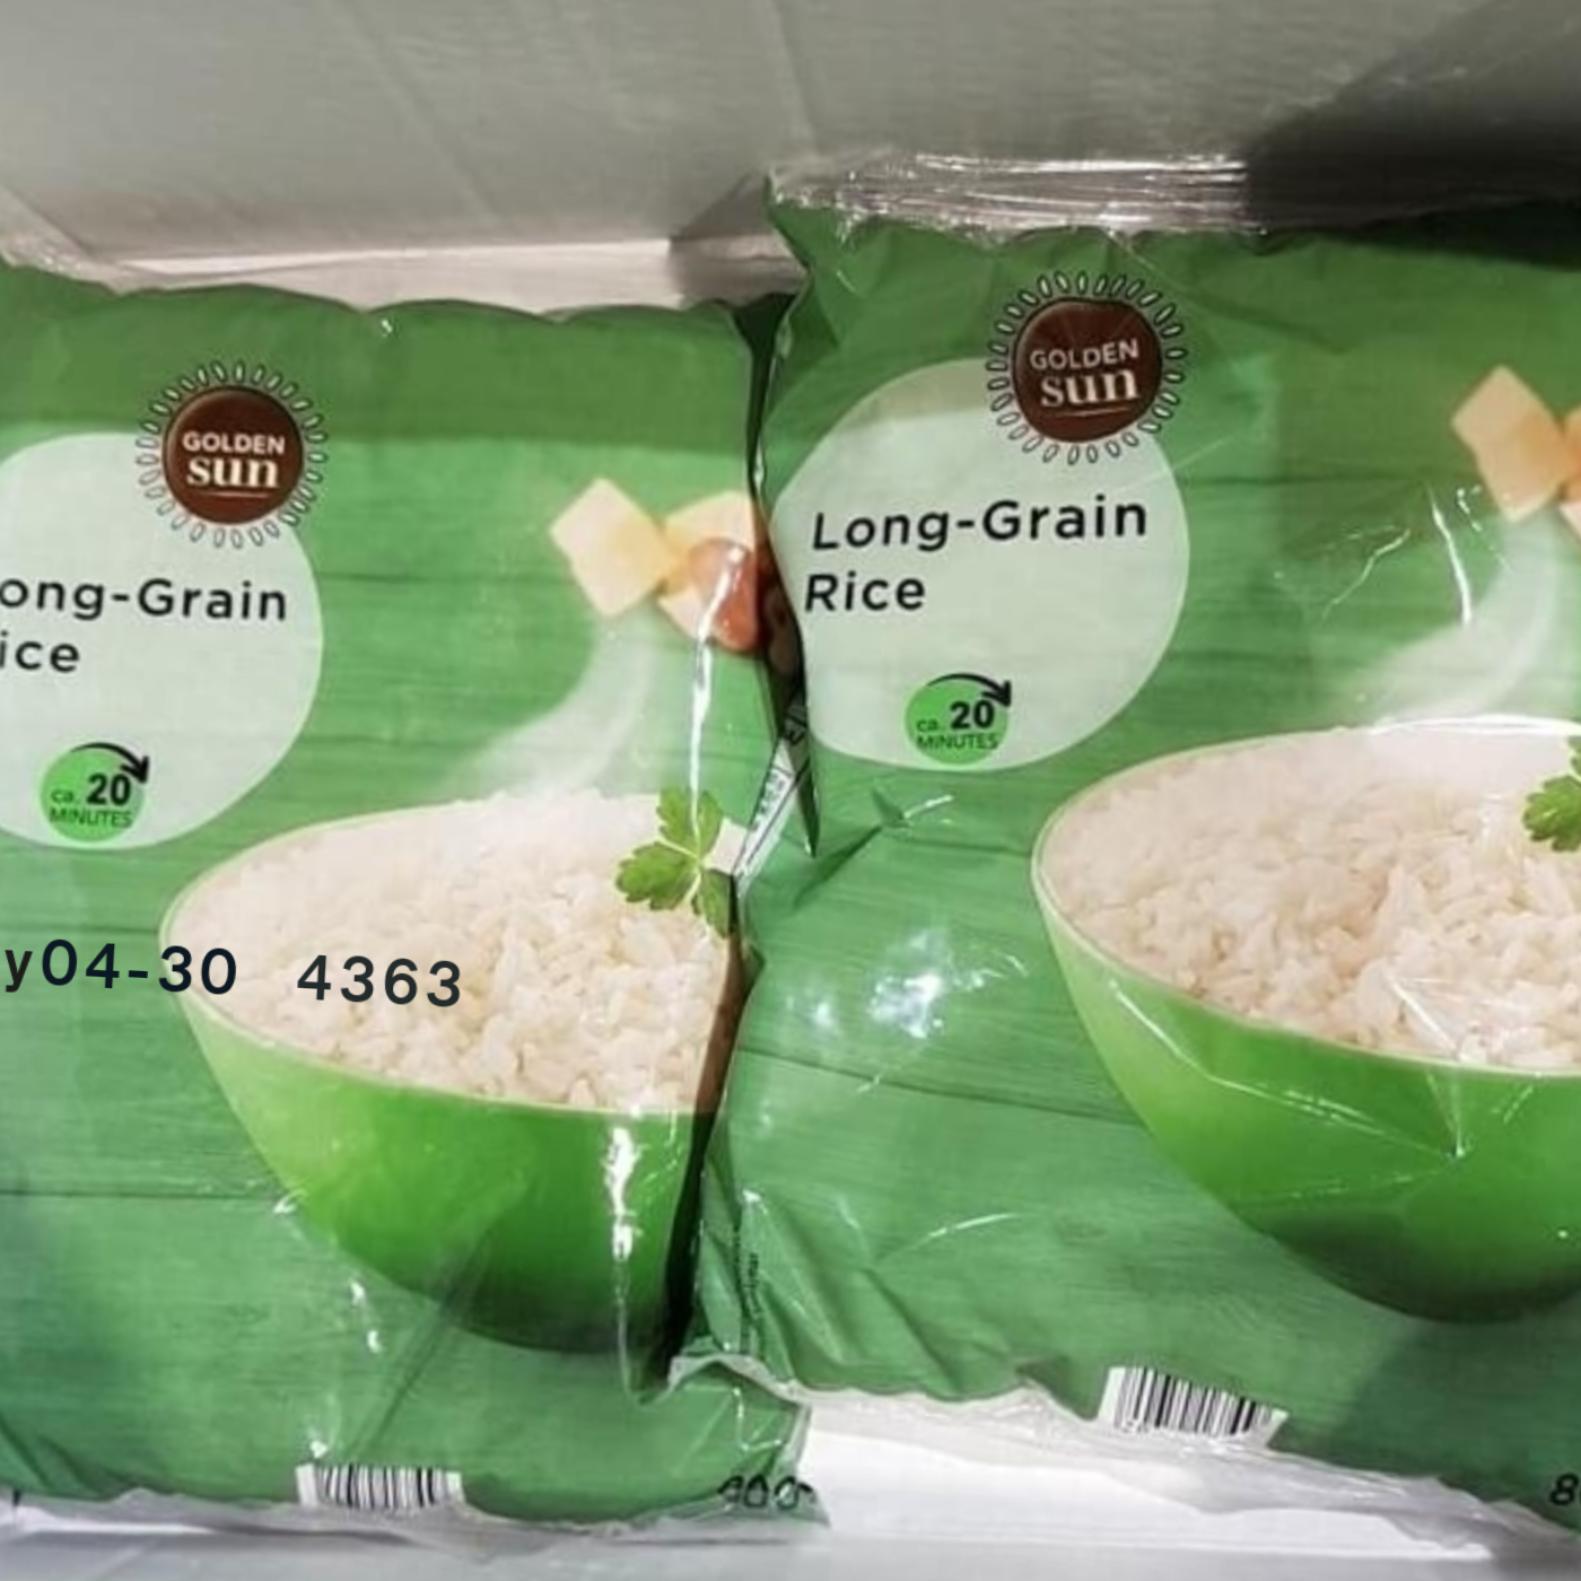 GOLDEN
sun
ong-Grain
ice
ca. 20
MINUTES
y04-30 4363
GOLDEN
sun
Long-Grain
Rice
ca. 20
MINUTES